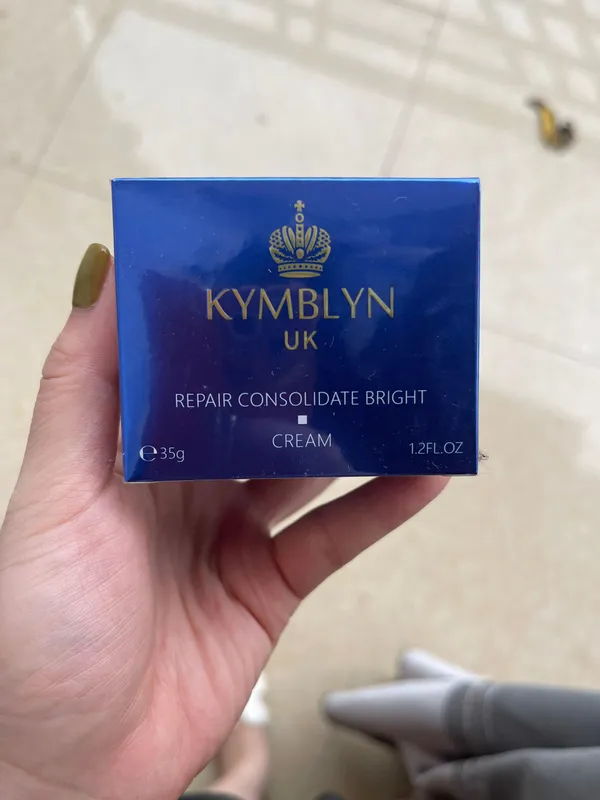 KYMBLYN
UK
REPAIR CONSOLIDATE BRIGHT
CREAM
℮35g
1.2FL.OZ